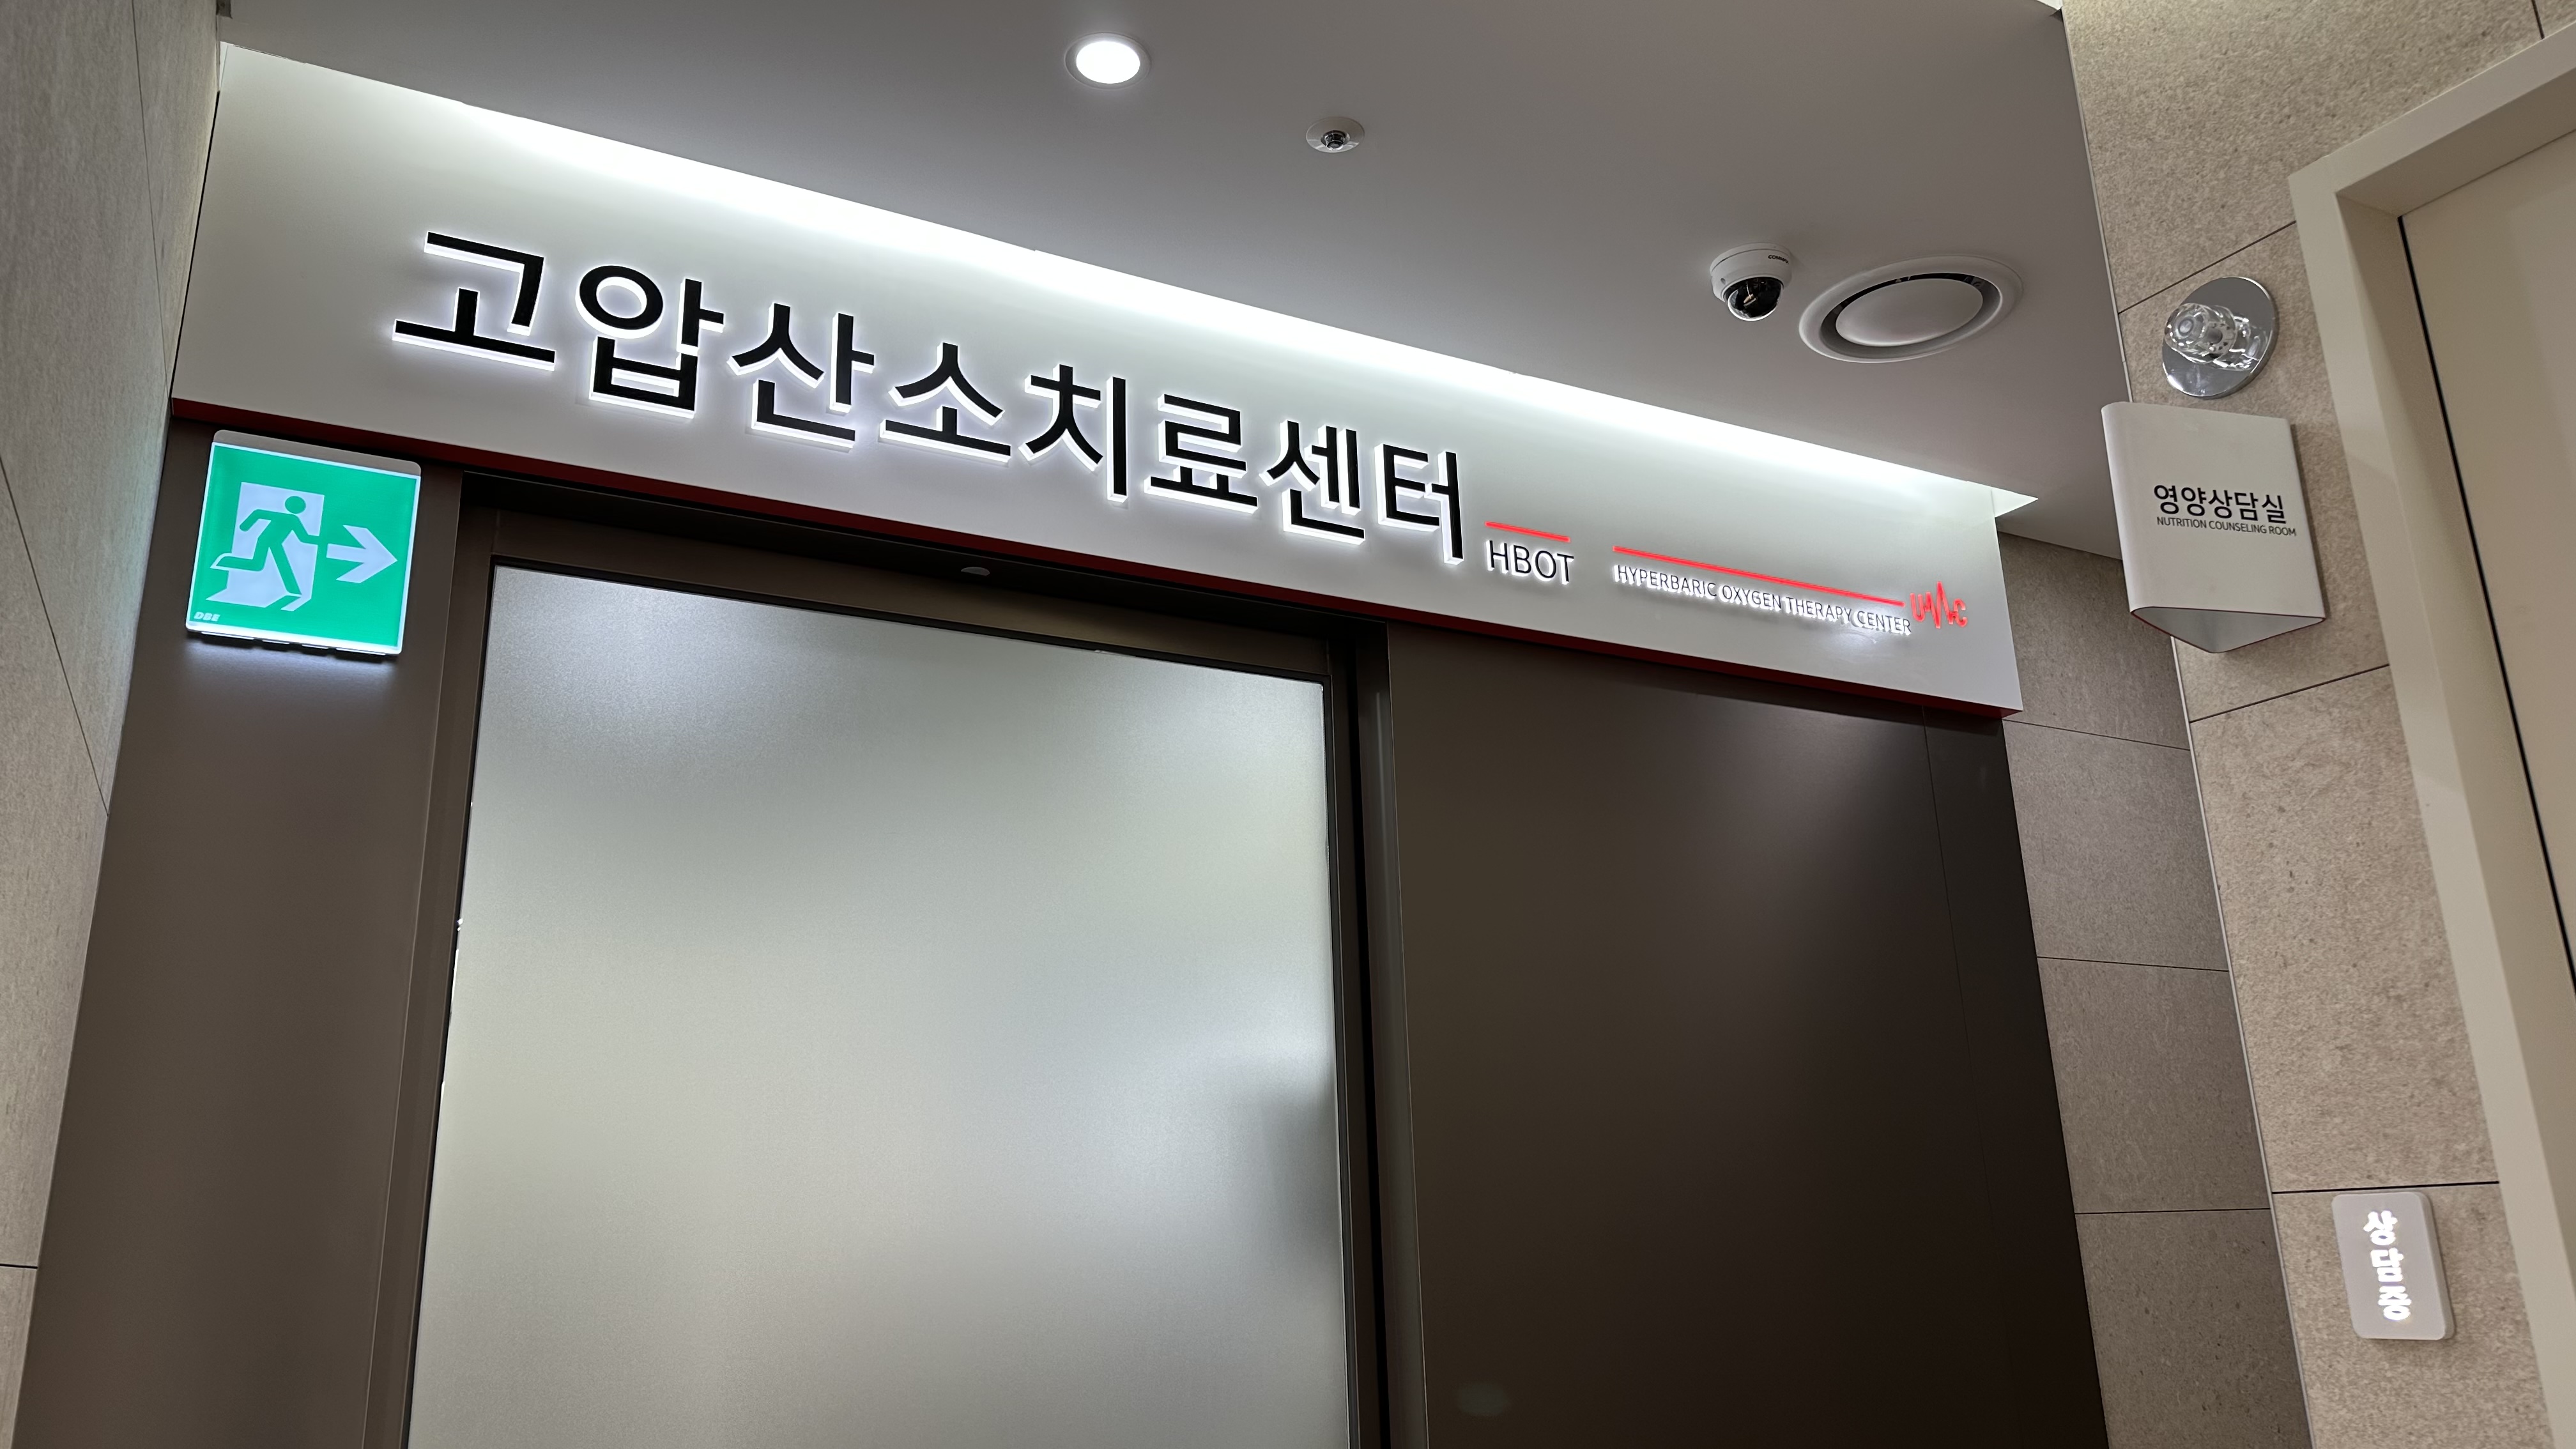 고압산소치료센터
HBOT
HYPERBARIC OXYGEN THERAPY CENTER
영양상담실
NUTRITION COUNSELING ROOM
DBE
상담중